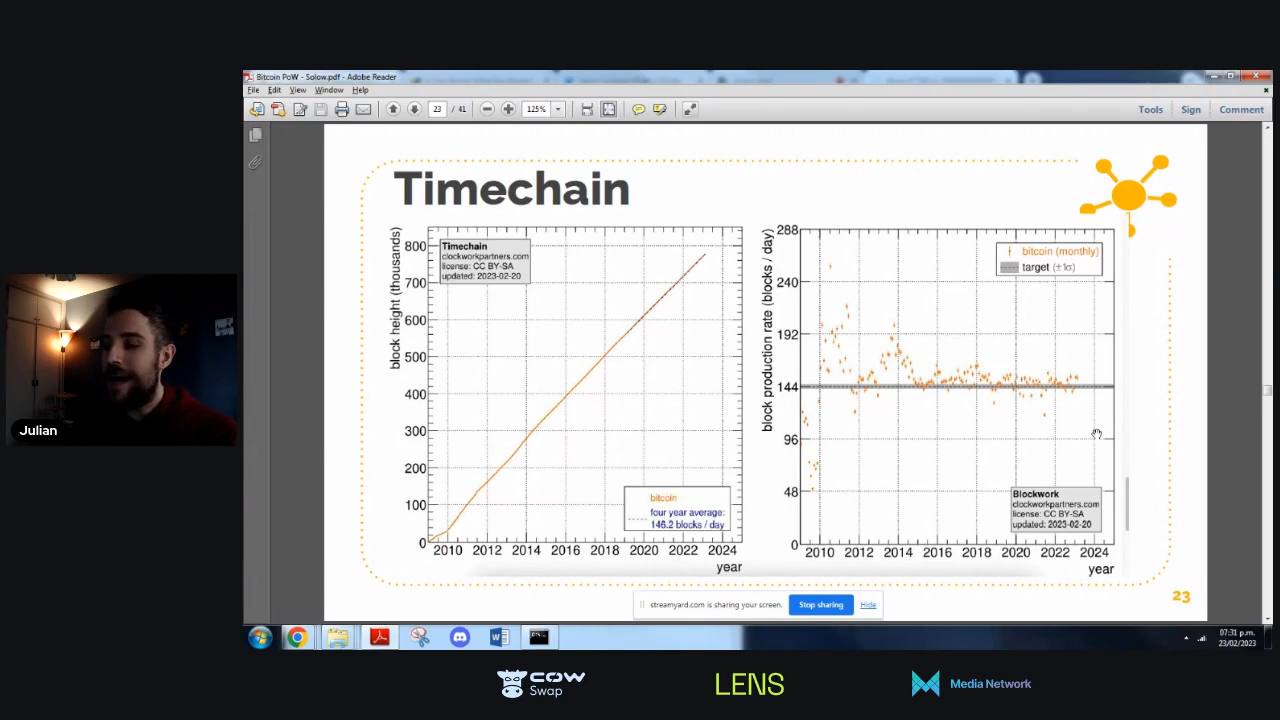 Bitcoin PoW - Solow.pdf - Adobe Reader
File Edit View Window Help
23 / 41
125%
Tools Sign Comment
Timechain
block height (thousands)
800
700
600
500
400
300
200
100
0
2010 2012 2014 2016 2018 2020 2022 2024
year
Timechain
clockworkpartners.com
license: CC BY-SA
updated: 2023-02-20
bitcoin
four year average:
146.2 blocks / day
block production rate (blocks / day)
288
240
192
144
96
48
0
2010 2012 2014 2016 2018 2020 2022 2024
year
bitcoin (monthly)
target (±1σ)
Blockwork
clockworkpartners.com
license: CC BY-SA
updated: 2023-02-20
23
Julian
streamyard.com is sharing your screen.
Stop sharing
Hide
07:31 p.m.
23/02/2023
COW
Swap
LENS
Media Network